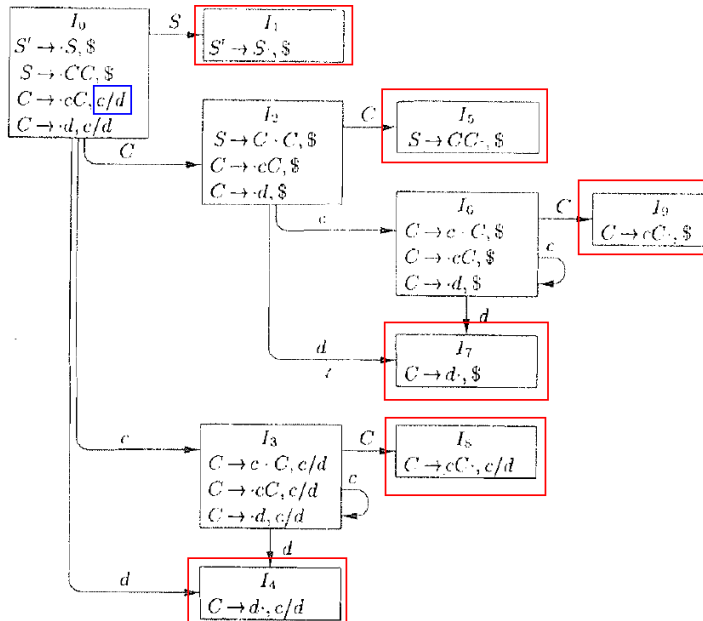 I₀
S' → ·S, $
S → ·CC, $
C → ·cC, c/d
C → ·d, c/d
S
I₁
S' → S·, $
C
I₂
S → C · C, $
C → ·cC, $
C → ·d, $
C
I₅
S → CC·, $
c
I₆
C → c · C, $
C → ·cC, $
C → ·d, $
c
C
I₉
C → cC·, $
d
d
I₇
C → d·, $
c
I₃
C → c · C, c/d
C → ·cC, c/d
C → ·d, c/d
c
C
I₈
C → cC·, c/d
d
d
I₄
C → d·, c/d